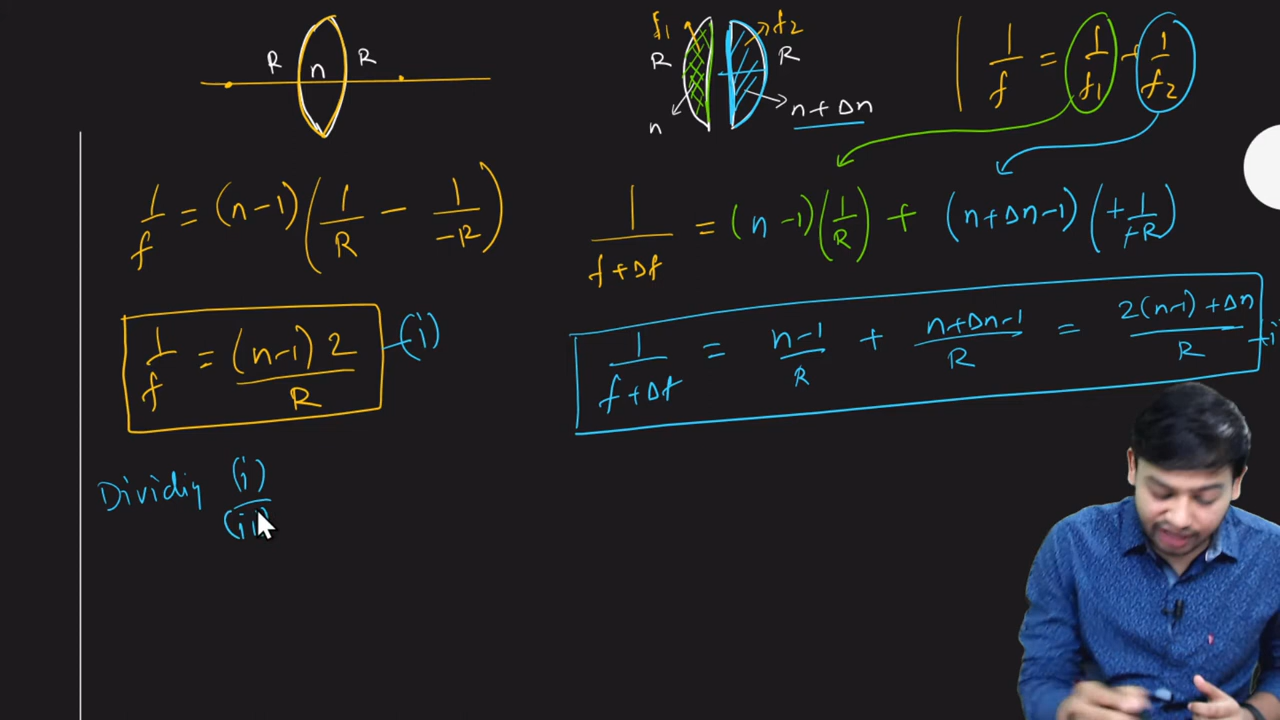 R n R
f₁ f₂
R R
n n + Δn
1/f = 1/f₁ + 1/f₂
1/f = (n-1)(1/R - 1/-R)
1/(f+Δf) = (n-1)(1/R) + (n+Δn-1)(+1/+R)
1/f = (n-1)2/R -(i)
1/(f+Δf) = (n-1)/R + (n+Δn-1)/R = (2(n-1)+Δn)/R
Dividig (i)/(ii)